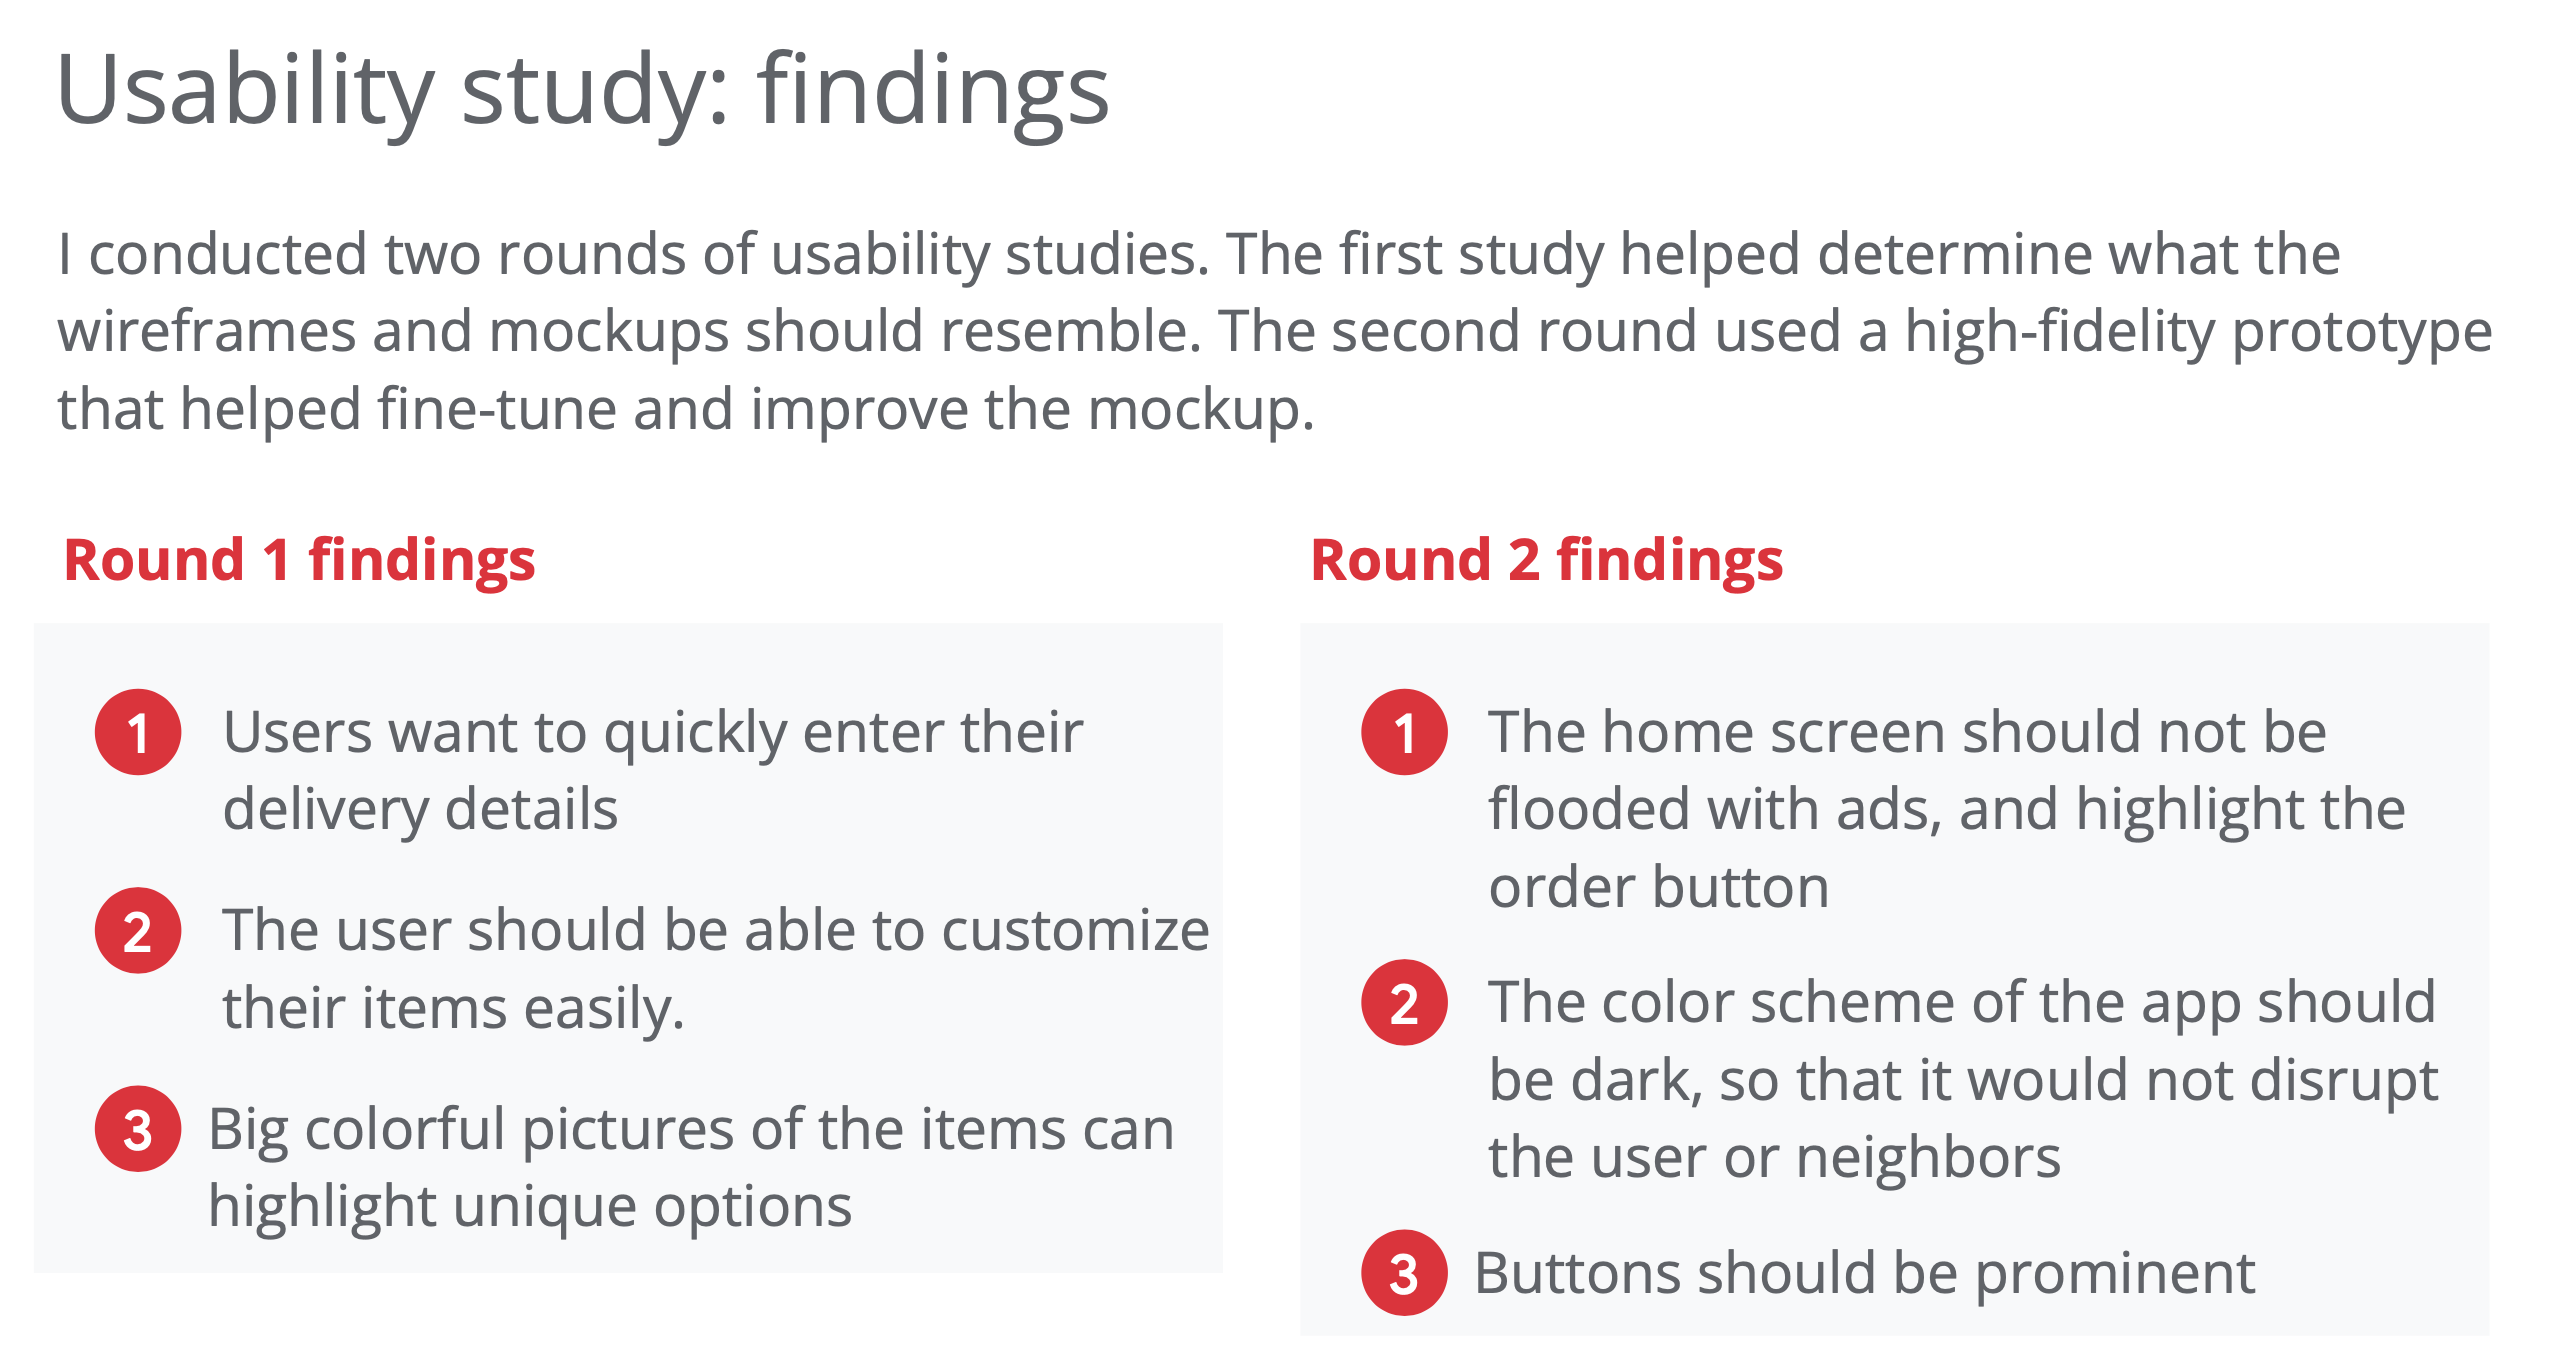 Usability study: findings
I conducted two rounds of usability studies. The first study helped determine what the
wireframes and mockups should resemble. The second round used a high-fidelity prototype
that helped fine-tune and improve the mockup.
Round 1 findings
1 Users want to quickly enter their
delivery details
2 The user should be able to customize
their items easily.
3 Big colorful pictures of the items can
highlight unique options
Round 2 findings
1 The home screen should not be
flooded with ads, and highlight the
order button
2 The color scheme of the app should
be dark, so that it would not disrupt
the user or neighbors
3 Buttons should be prominent